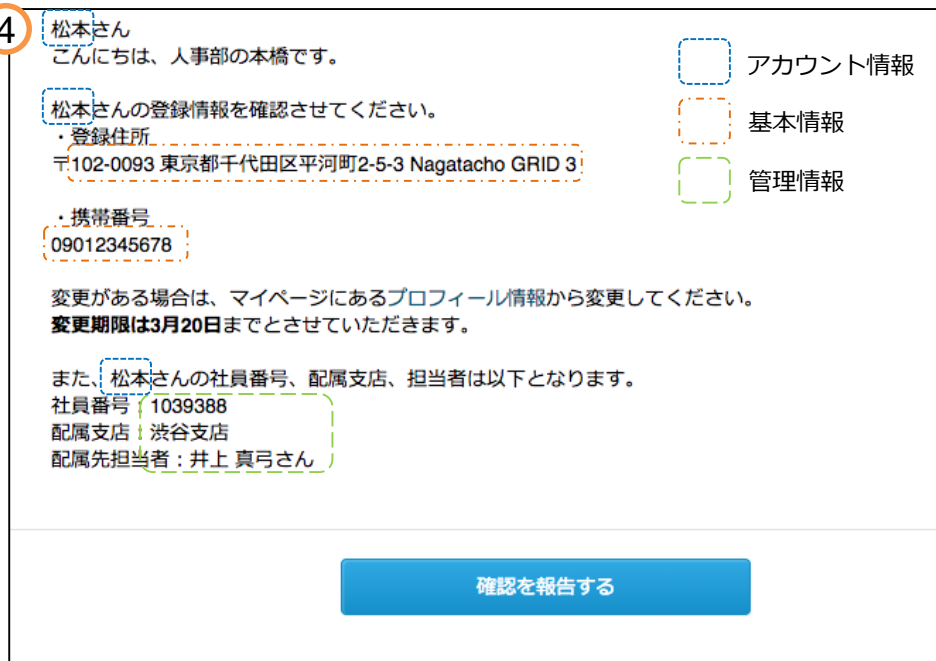 4
松本さん
こんにちは、人事部の本橋です。
アカウント情報
松本さんの登録情報を確認させてください。
基本情報
・登録住所
〒102-0093 東京都千代田区平河町2-5-3 Nagatacho GRID 3
管理情報
・携帯番号
09012345678
変更がある場合は、マイページにあるプロフィール情報から変更してください。
変更期限は3月20日までとさせていただきます。
また、松本さんの社員番号、配属支店、担当者は以下となります。
社員番号：1039388
配属支店：渋谷支店
配属先担当者：井上 真弓さん
確認を報告する